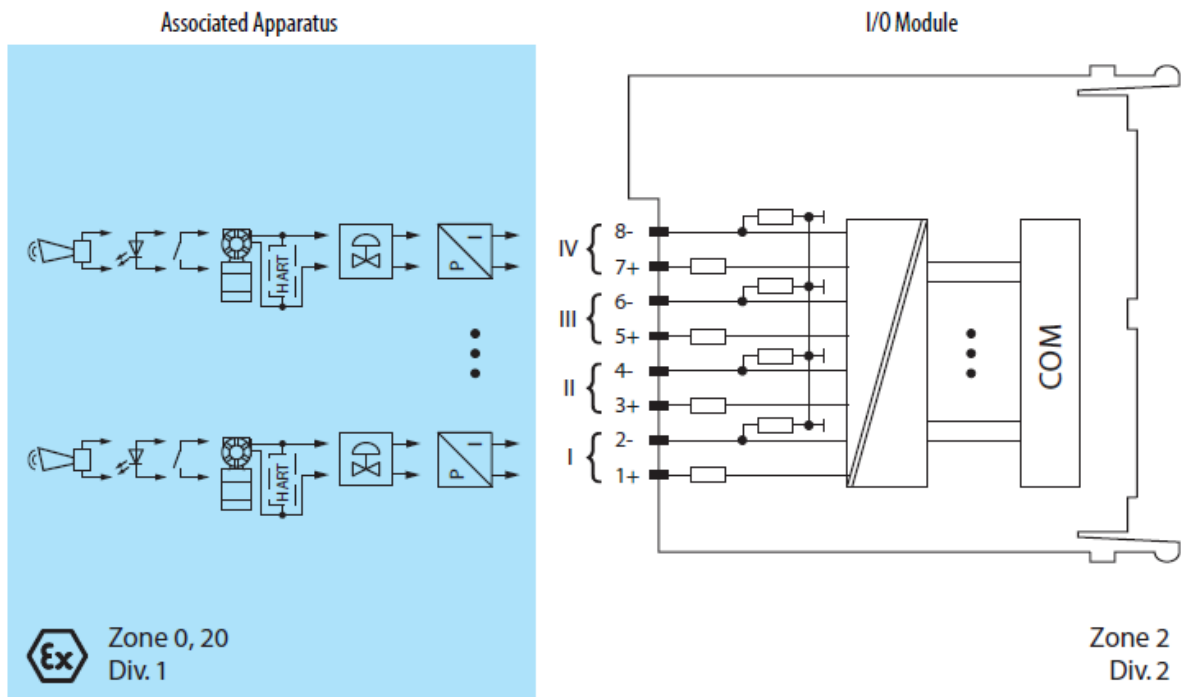 Associated Apparatus
I/O Module
HART
P I
IV
8-
7+
III
6-
5+
II
4-
3+
I
2-
1+
COM
HART
P I
Ex
Zone 0, 20
Div. 1
Zone 2
Div. 2